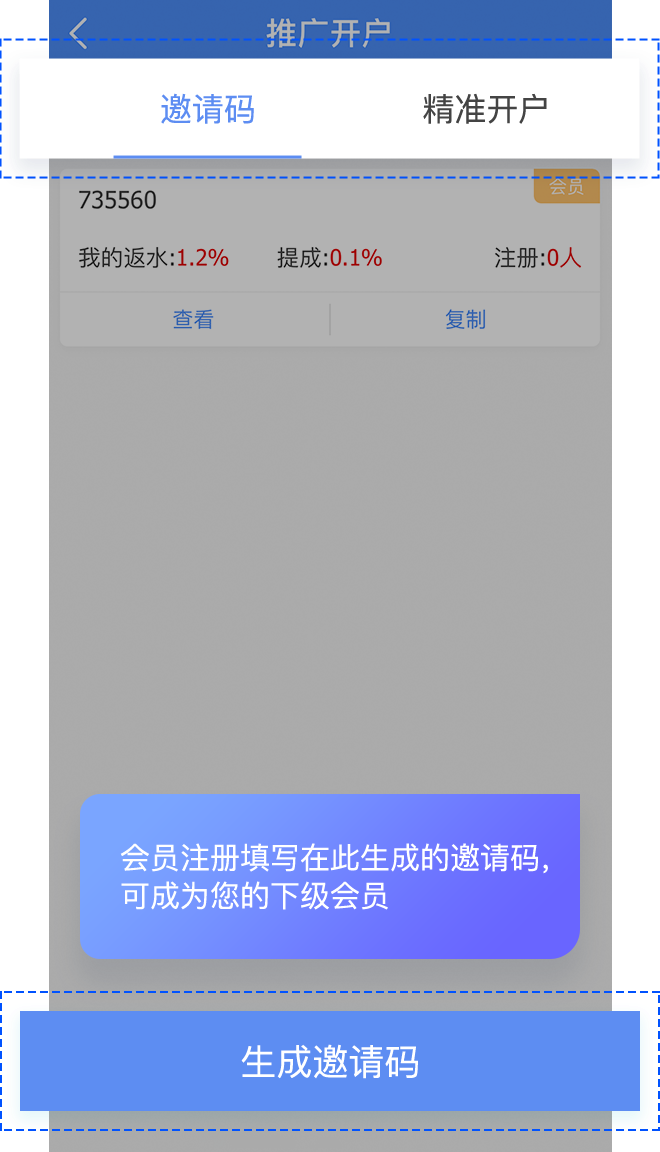 推广开户
邀请码 精准开户
735560 会员
我的返水:1.2% 提成:0.1% 注册:0人
查看 复制
会员注册填写在此生成的邀请码,
可成为您的下级会员
生成邀请码